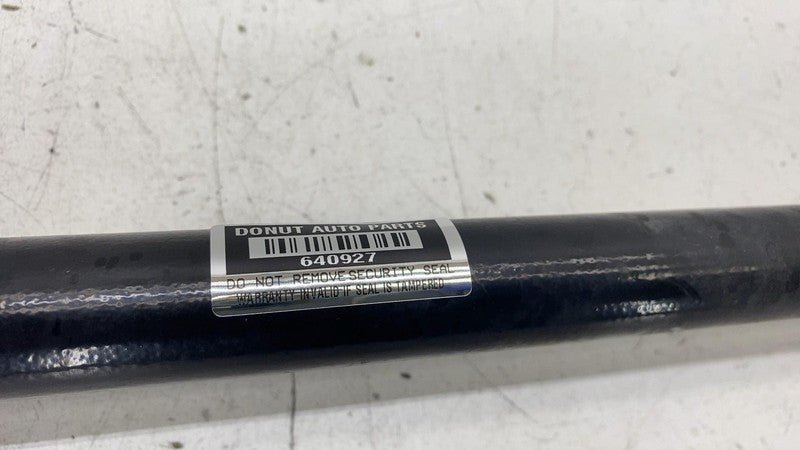 DONUT AUTO PARTS
640927
DO NOT REMOVE SECURITY SEAL
WARRANTY INVALID IF SEAL IS TAMPERED